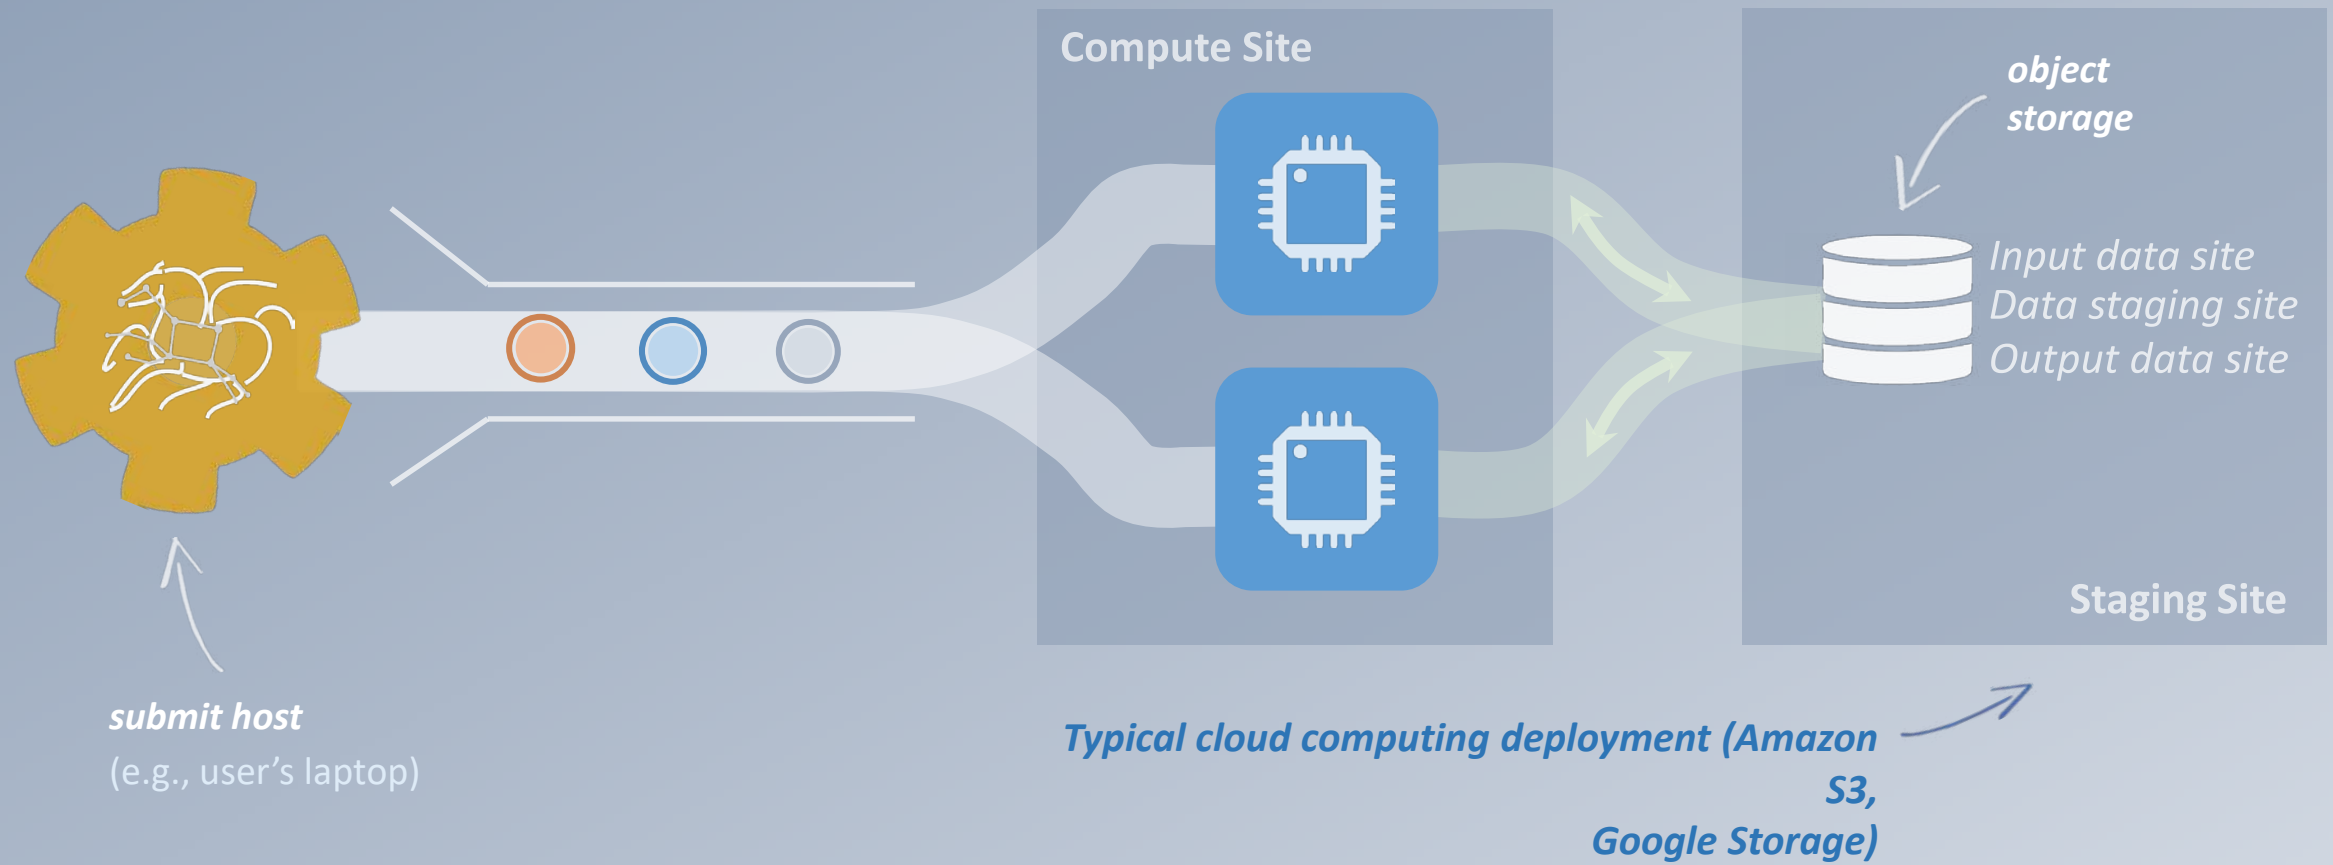 Compute Site
object
storage
Input data site
Data staging site
Output data site
Staging Site
submit host
(e.g., user’s laptop)
Typical cloud computing deployment (Amazon
S3,
Google Storage)